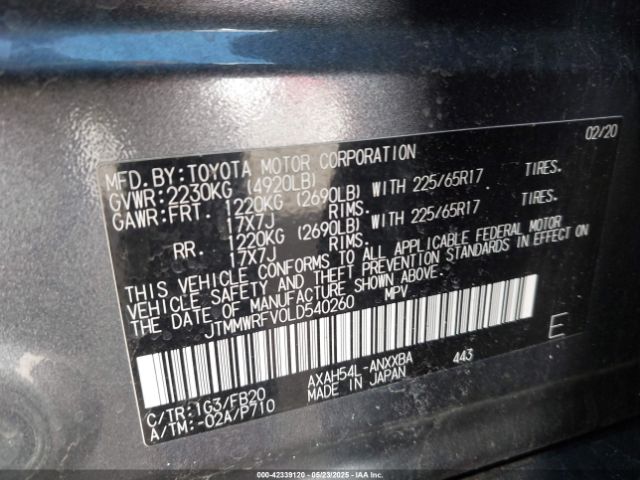 02/20
MFD.BY:TOYOTA MOTOR CORPORATION
GVWR:2230KG (4920LB)
GAWR:FRT. 1220KG (2690LB) WITH 225/65R17 TIRES.
17X7J RIMS.
RR. 1220KG (2690LB) WITH 225/65R17 TIRES.
17X7J RIMS.
THIS VEHICLE CONFORMS TO ALL APPLICABLE FEDERAL MOTOR
VEHICLE SAFETY AND THEFT PREVENTION STANDARDS IN EFFECT ON
THE DATE OF MANUFACTURE SHOWN ABOVE.
JTMMWRFV0LD540260 MPV
E
C/TR:1G3/FB20 AXAH54L-ANXXBA 443
A/TM:-02A/P710 MADE IN JAPAN
000-42339120 - 05/23/2025 - IAAI.COM